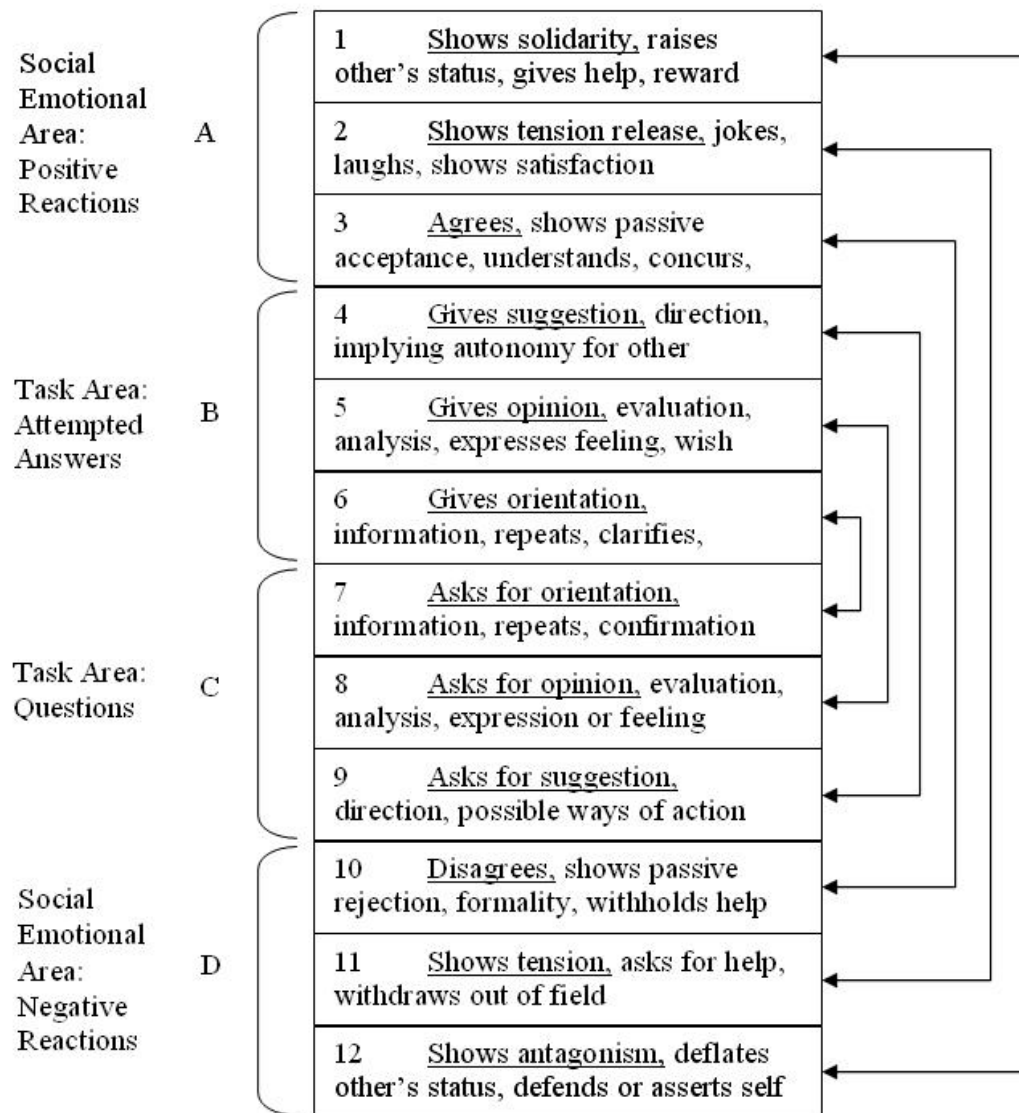 Social
Emotional
Area:
Positive
Reactions
A
1 Shows solidarity, raises
other's status, gives help, reward
2 Shows tension release, jokes,
laughs, shows satisfaction
3 Agrees, shows passive
acceptance, understands, concurs,
Task Area:
Attempted
Answers
B
4 Gives suggestion, direction,
implying autonomy for other
5 Gives opinion, evaluation,
analysis, expresses feeling, wish
6 Gives orientation,
information, repeats, clarifies,
Task Area:
Questions
C
7 Asks for orientation,
information, repeats, confirmation
8 Asks for opinion, evaluation,
analysis, expression or feeling
9 Asks for suggestion,
direction, possible ways of action
Social
Emotional
Area:
Negative
Reactions
D
10 Disagrees, shows passive
rejection, formality, withholds help
11 Shows tension, asks for help,
withdraws out of field
12 Shows antagonism, deflates
other's status, defends or asserts self